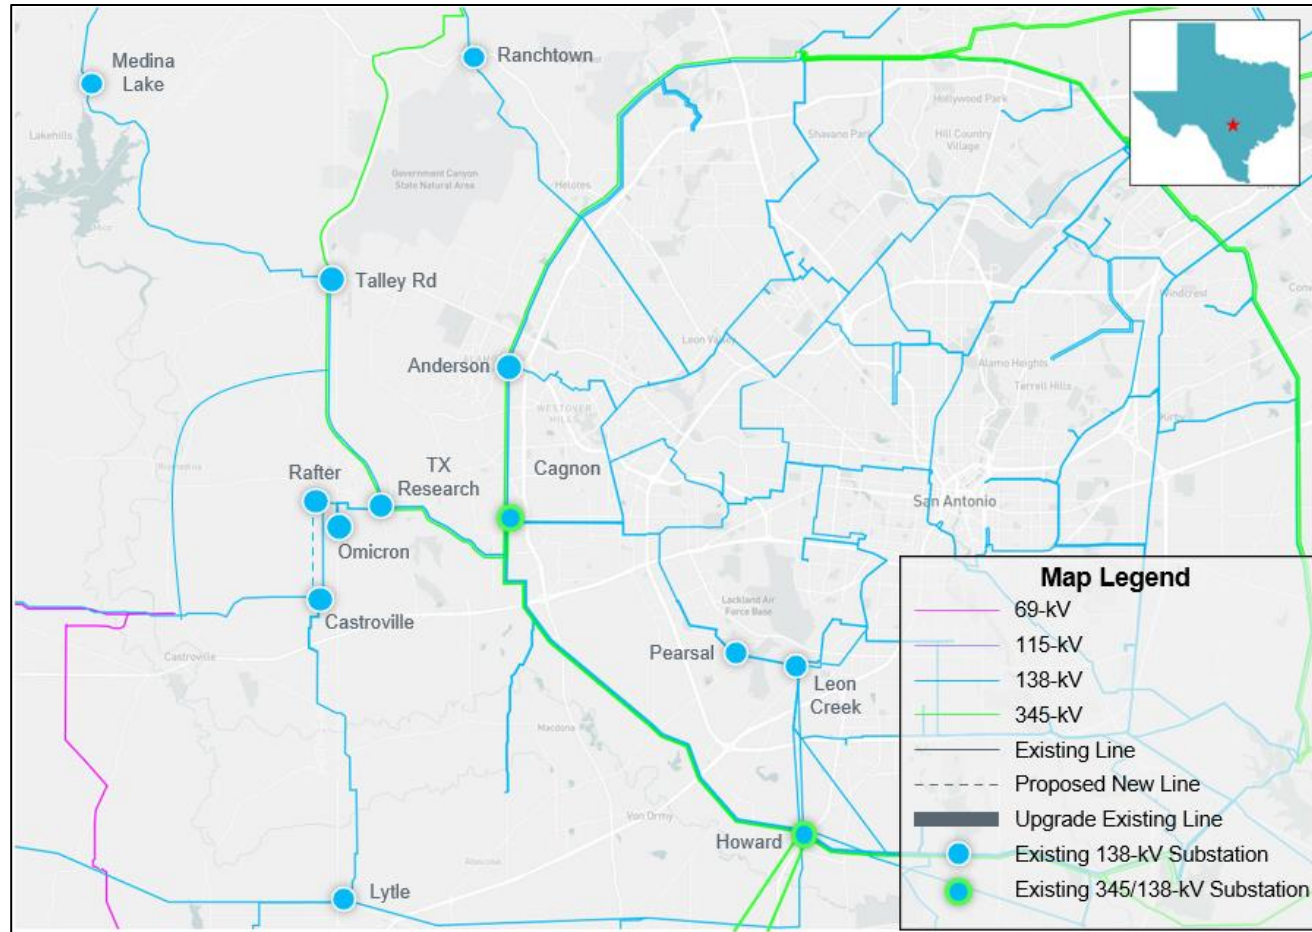 Medina
Lake
Ranchtown
Lakehills
Hollywood Park
Shavano Park
Hill Country
Village
Government Canyon
State Natural Area
Helotes
Mico
Talley Rd
Windcrest
Leon Valley
Anderson
Alamo Heights
Terrell Hills
WESTOVER
HILLS
Kirby
Rafter
TX
Research
Cagnon
San Antonio
Omicron
Castroville
Lackland Air
Force Base
Castroville
Pearsal
Leon
Creek
Macdona
Von Ormy
Howard
Atascosa
Lytle
Map Legend
69-kV
115-kV
138-kV
345-kV
Existing Line
Proposed New Line
Upgrade Existing Line
Existing 138-kV Substation
Existing 345/138-kV Substation